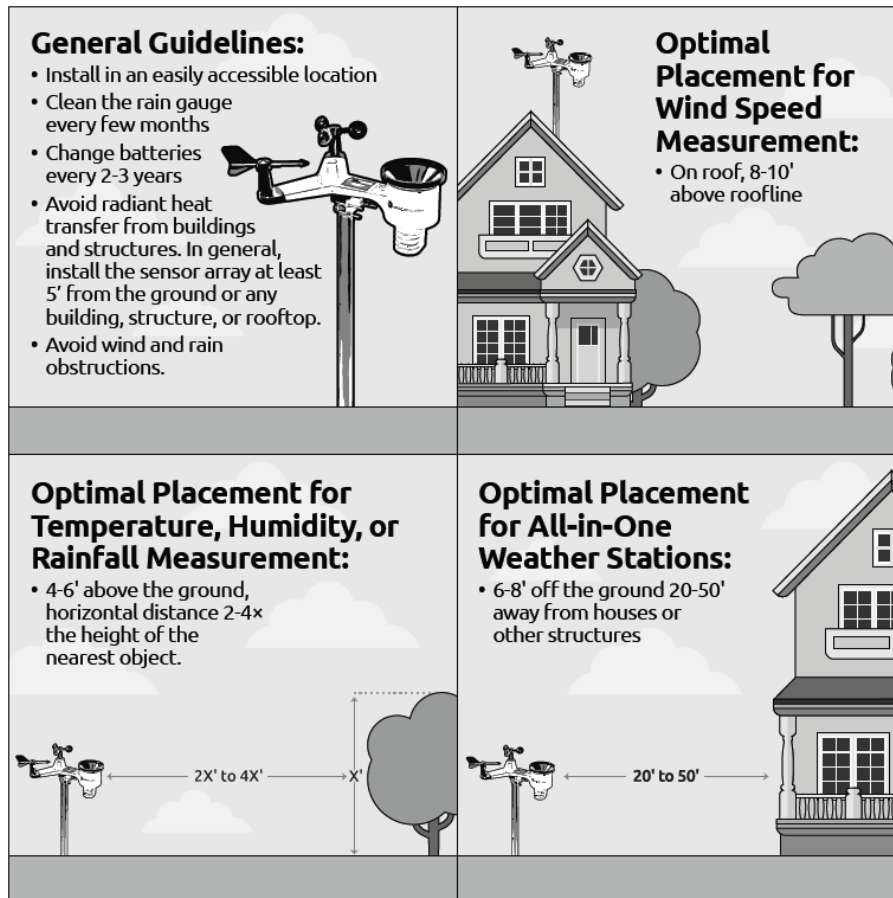 General Guidelines:
• Install in an easily accessible location
• Clean the rain gauge
every few months
• Change batteries
every 2-3 years
• Avoid radiant heat
transfer from buildings
and structures. In general,
install the sensor array at least
5’ from the ground or any
building, structure, or rooftop.
• Avoid wind and rain
obstructions.
Optimal
Placement for
Wind Speed
Measurement:
• On roof, 8-10'
above roofline
Optimal Placement for
Temperature, Humidity, or
Rainfall Measurement:
• 4-6' above the ground,
horizontal distance 2-4×
the height of the
nearest object.
2X' to 4X'
X'
Optimal Placement
for All-in-One
Weather Stations:
• 6-8' off the ground 20-50'
away from houses or
other structures
20' to 50'